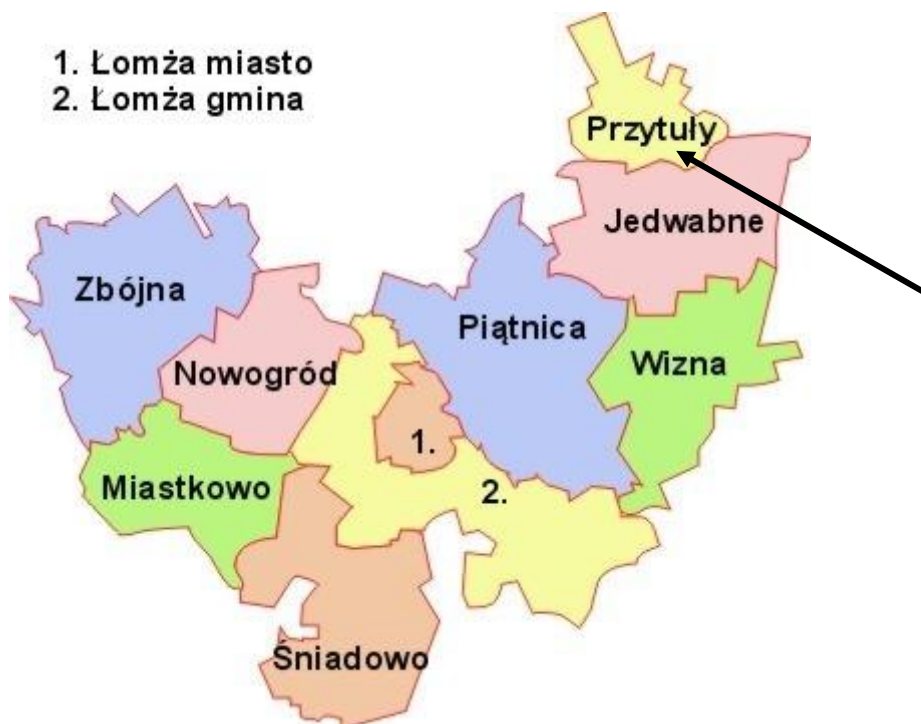 1. Łomża miasto
2. Łomża gmina
Przytuły
Jedwabne
Zbójna
Piątnica
Wizna
Nowogród
1.
Miastkowo
2.
Śniadowo